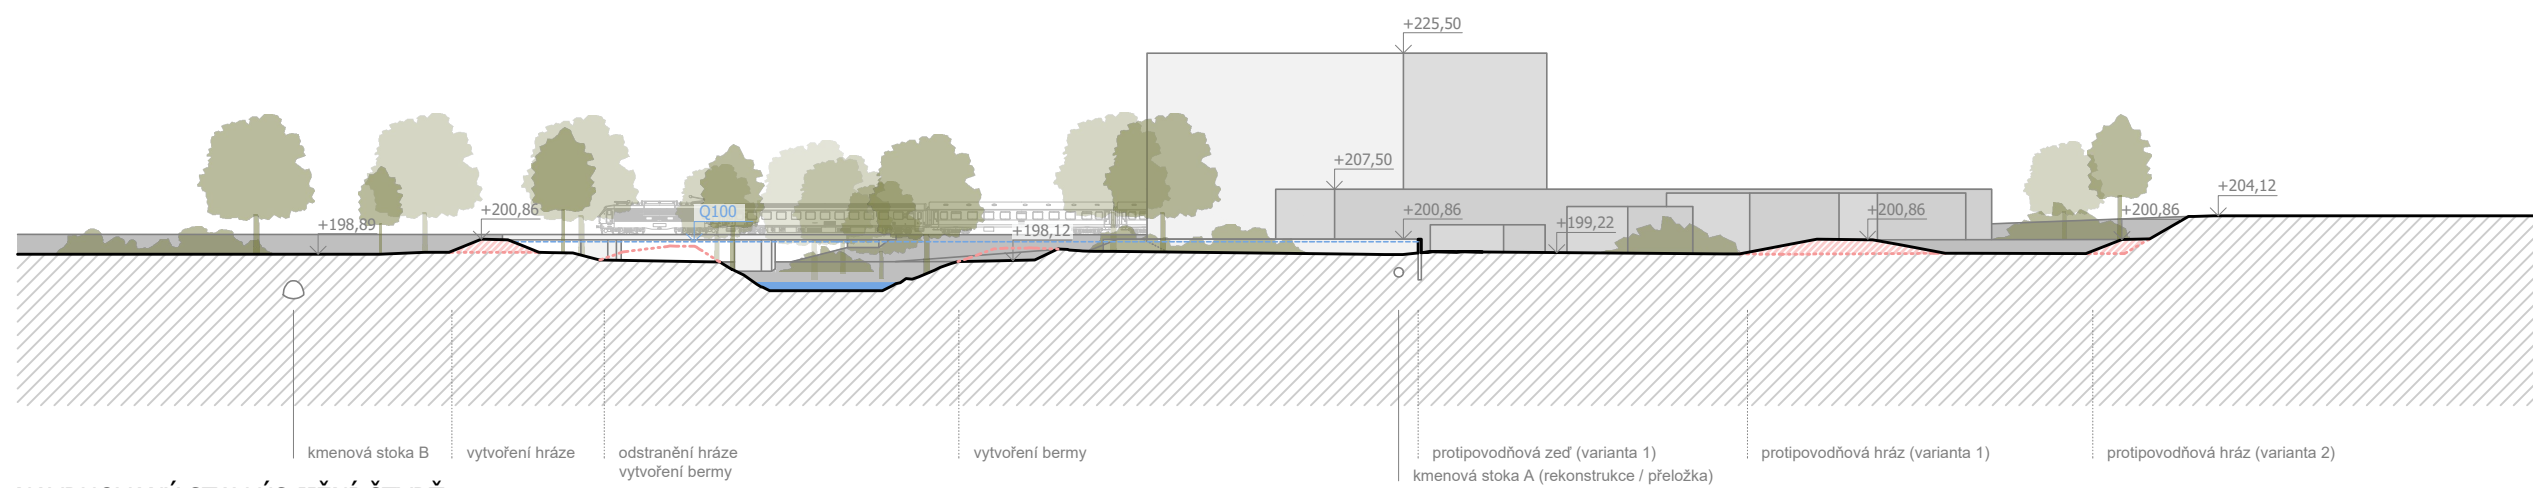 +225,50
+207,50
+204,12
+198,89
+200,86
Q100
+198,12
+200,86
+199,22
+200,86
+200,86
kmenová stoka B
vytvoření hráze
odstranění hráze
vytvoření bermy
vytvoření bermy
protipovodňová zeď (varianta 1)
kmenová stoka A (rekonstrukce / přeložka)
protipovodňová hráz (varianta 1)
protipovodňová hráz (varianta 2)